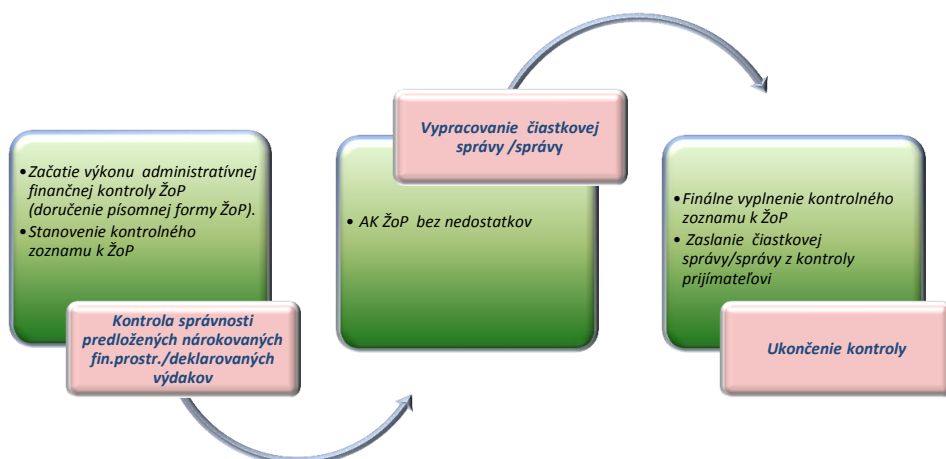 •Začatie výkonu administratívnej
finančnej kontroly ŽoP
(doručenie písomnej formy ŽoP).
•Stanovenie kontrolného
zoznamu k ŽoP
Kontrola správnosti
predložených nárokovaných
fin.prostr./deklarovaných
výdakov
Vypracovanie čiastkovej
správy /správy
• AK ŽoP bez nedostatkov
•Finálne vyplnenie kontrolného
zoznamu k ŽoP
• Zaslanie čiastkovej
správy/správy z kontroly
prijímateľovi
Ukončenie kontroly